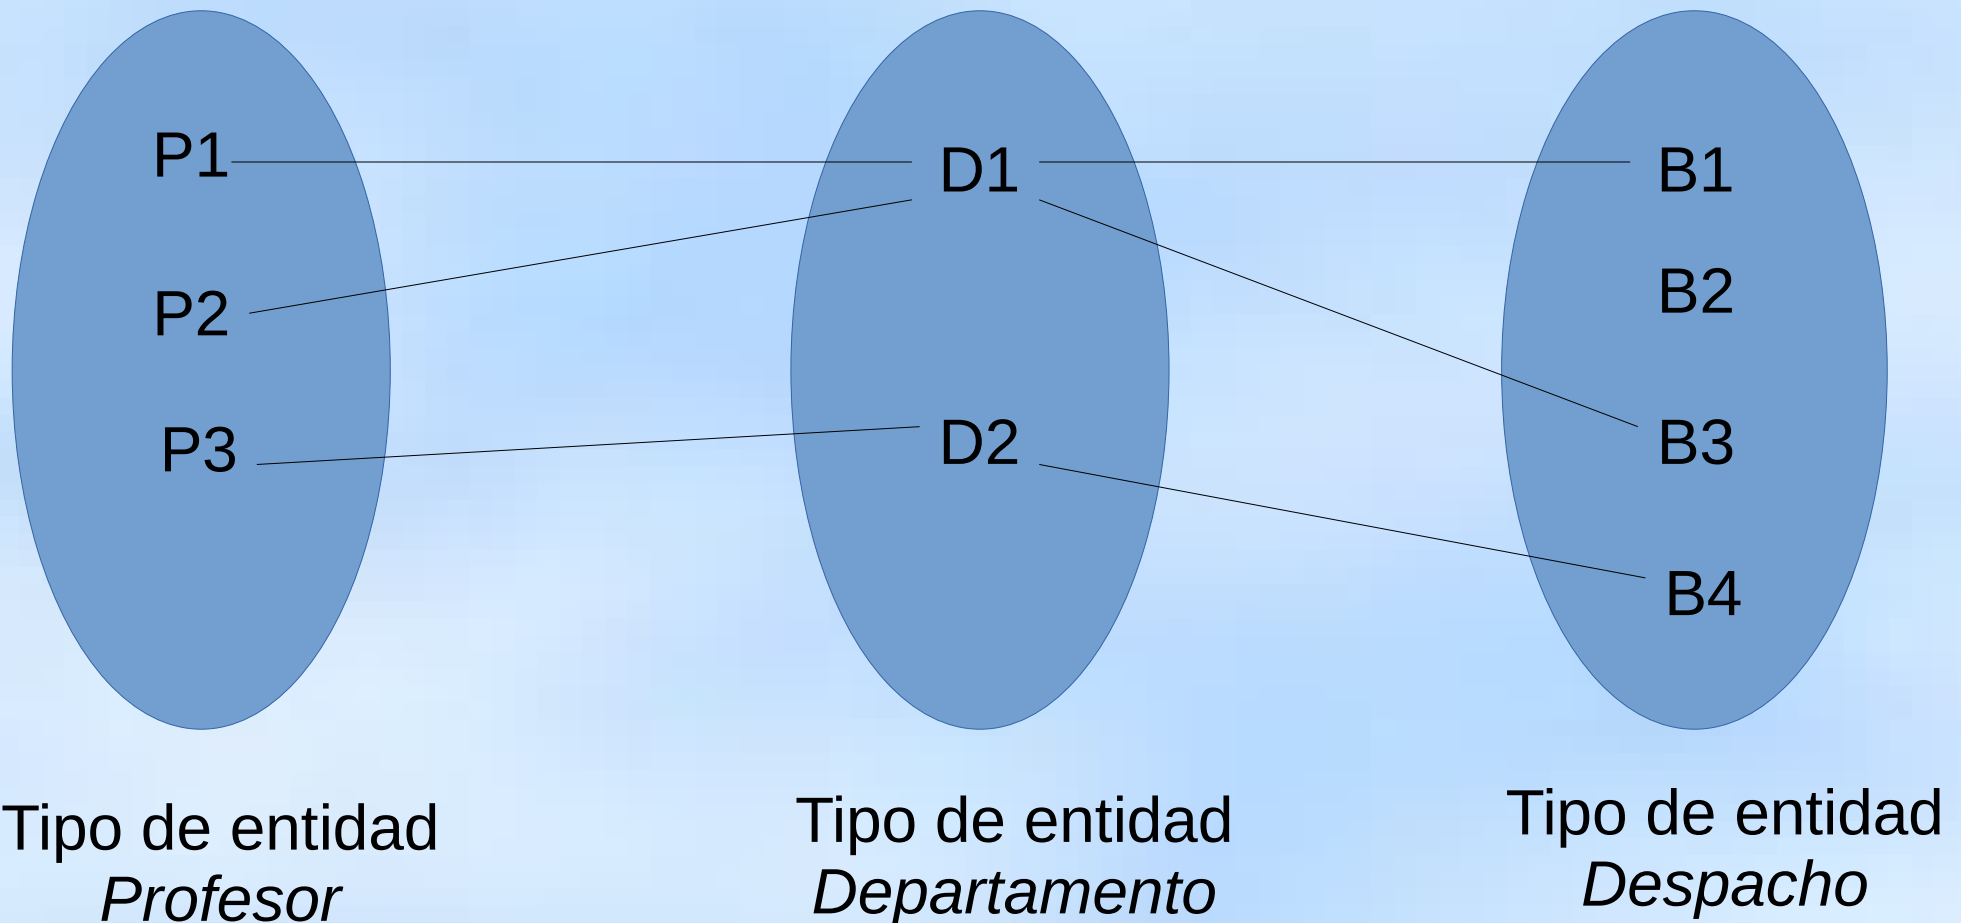 P1
P2
P3
D1
D2
B1
B2
B3
B4
Tipo de entidad
Profesor
Tipo de entidad
Departamento
Tipo de entidad
Despacho